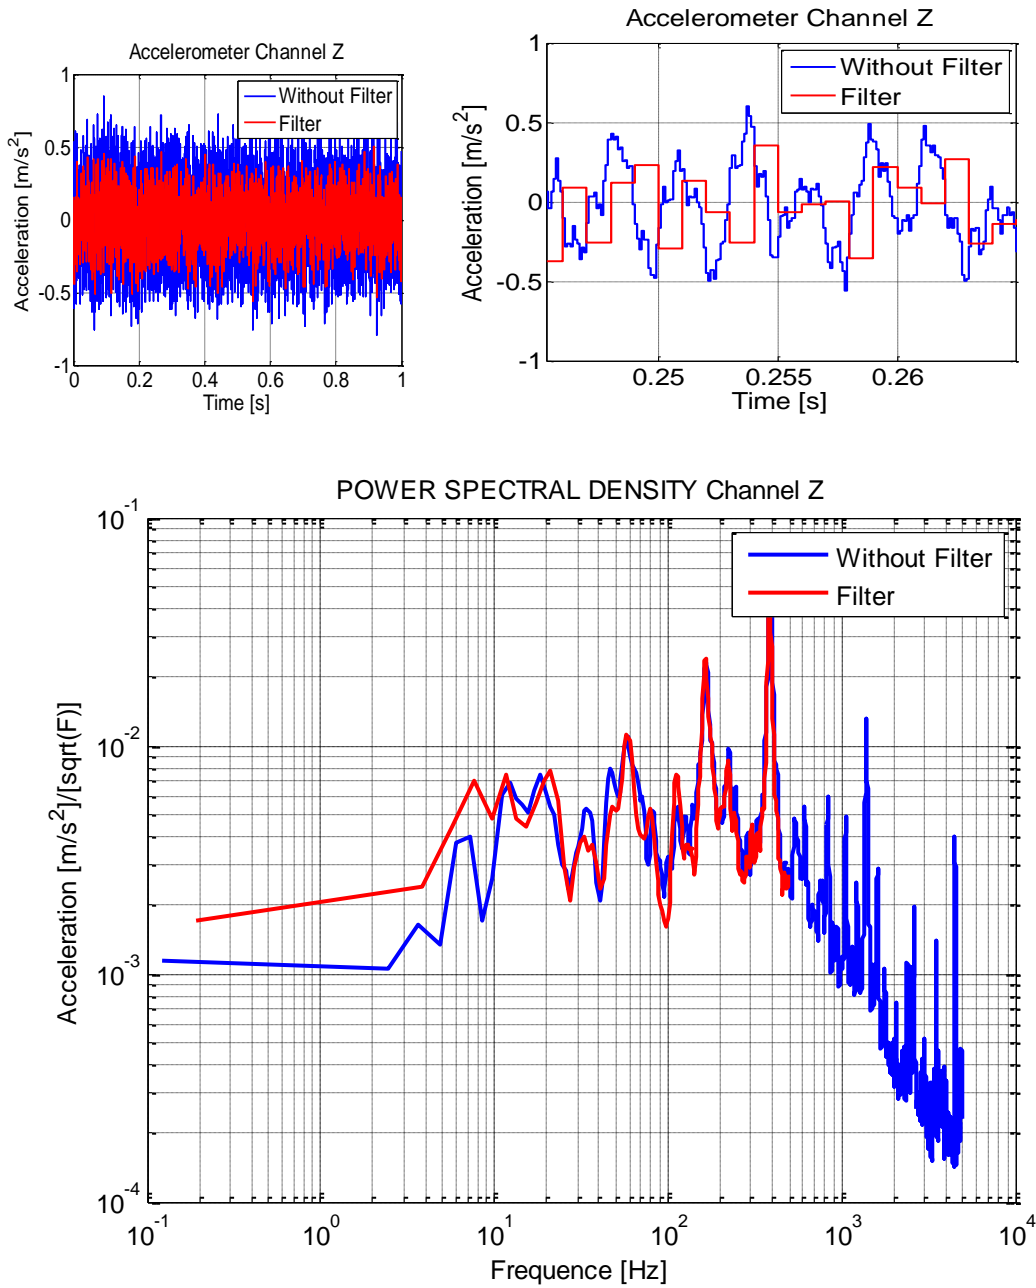 Accelerometer Channel Z
1
0.5
0
-0.5
-1
Acceleration [m/s2]
Without Filter
Filter
0 0.2 0.4 0.6 0.8 1
Time [s]
Accelerometer Channel Z
1
0.5
0
-0.5
-1
Acceleration [m/s2]
Without Filter
Filter
0.25 0.255 0.26
Time [s]
POWER SPECTRAL DENSITY Channel Z
10-1
10-2
10-3
10-4
Acceleration [m/s2]/[sqrt(F)]
Without Filter
Filter
10-1 100 101 102 103 104
Frequence [Hz]